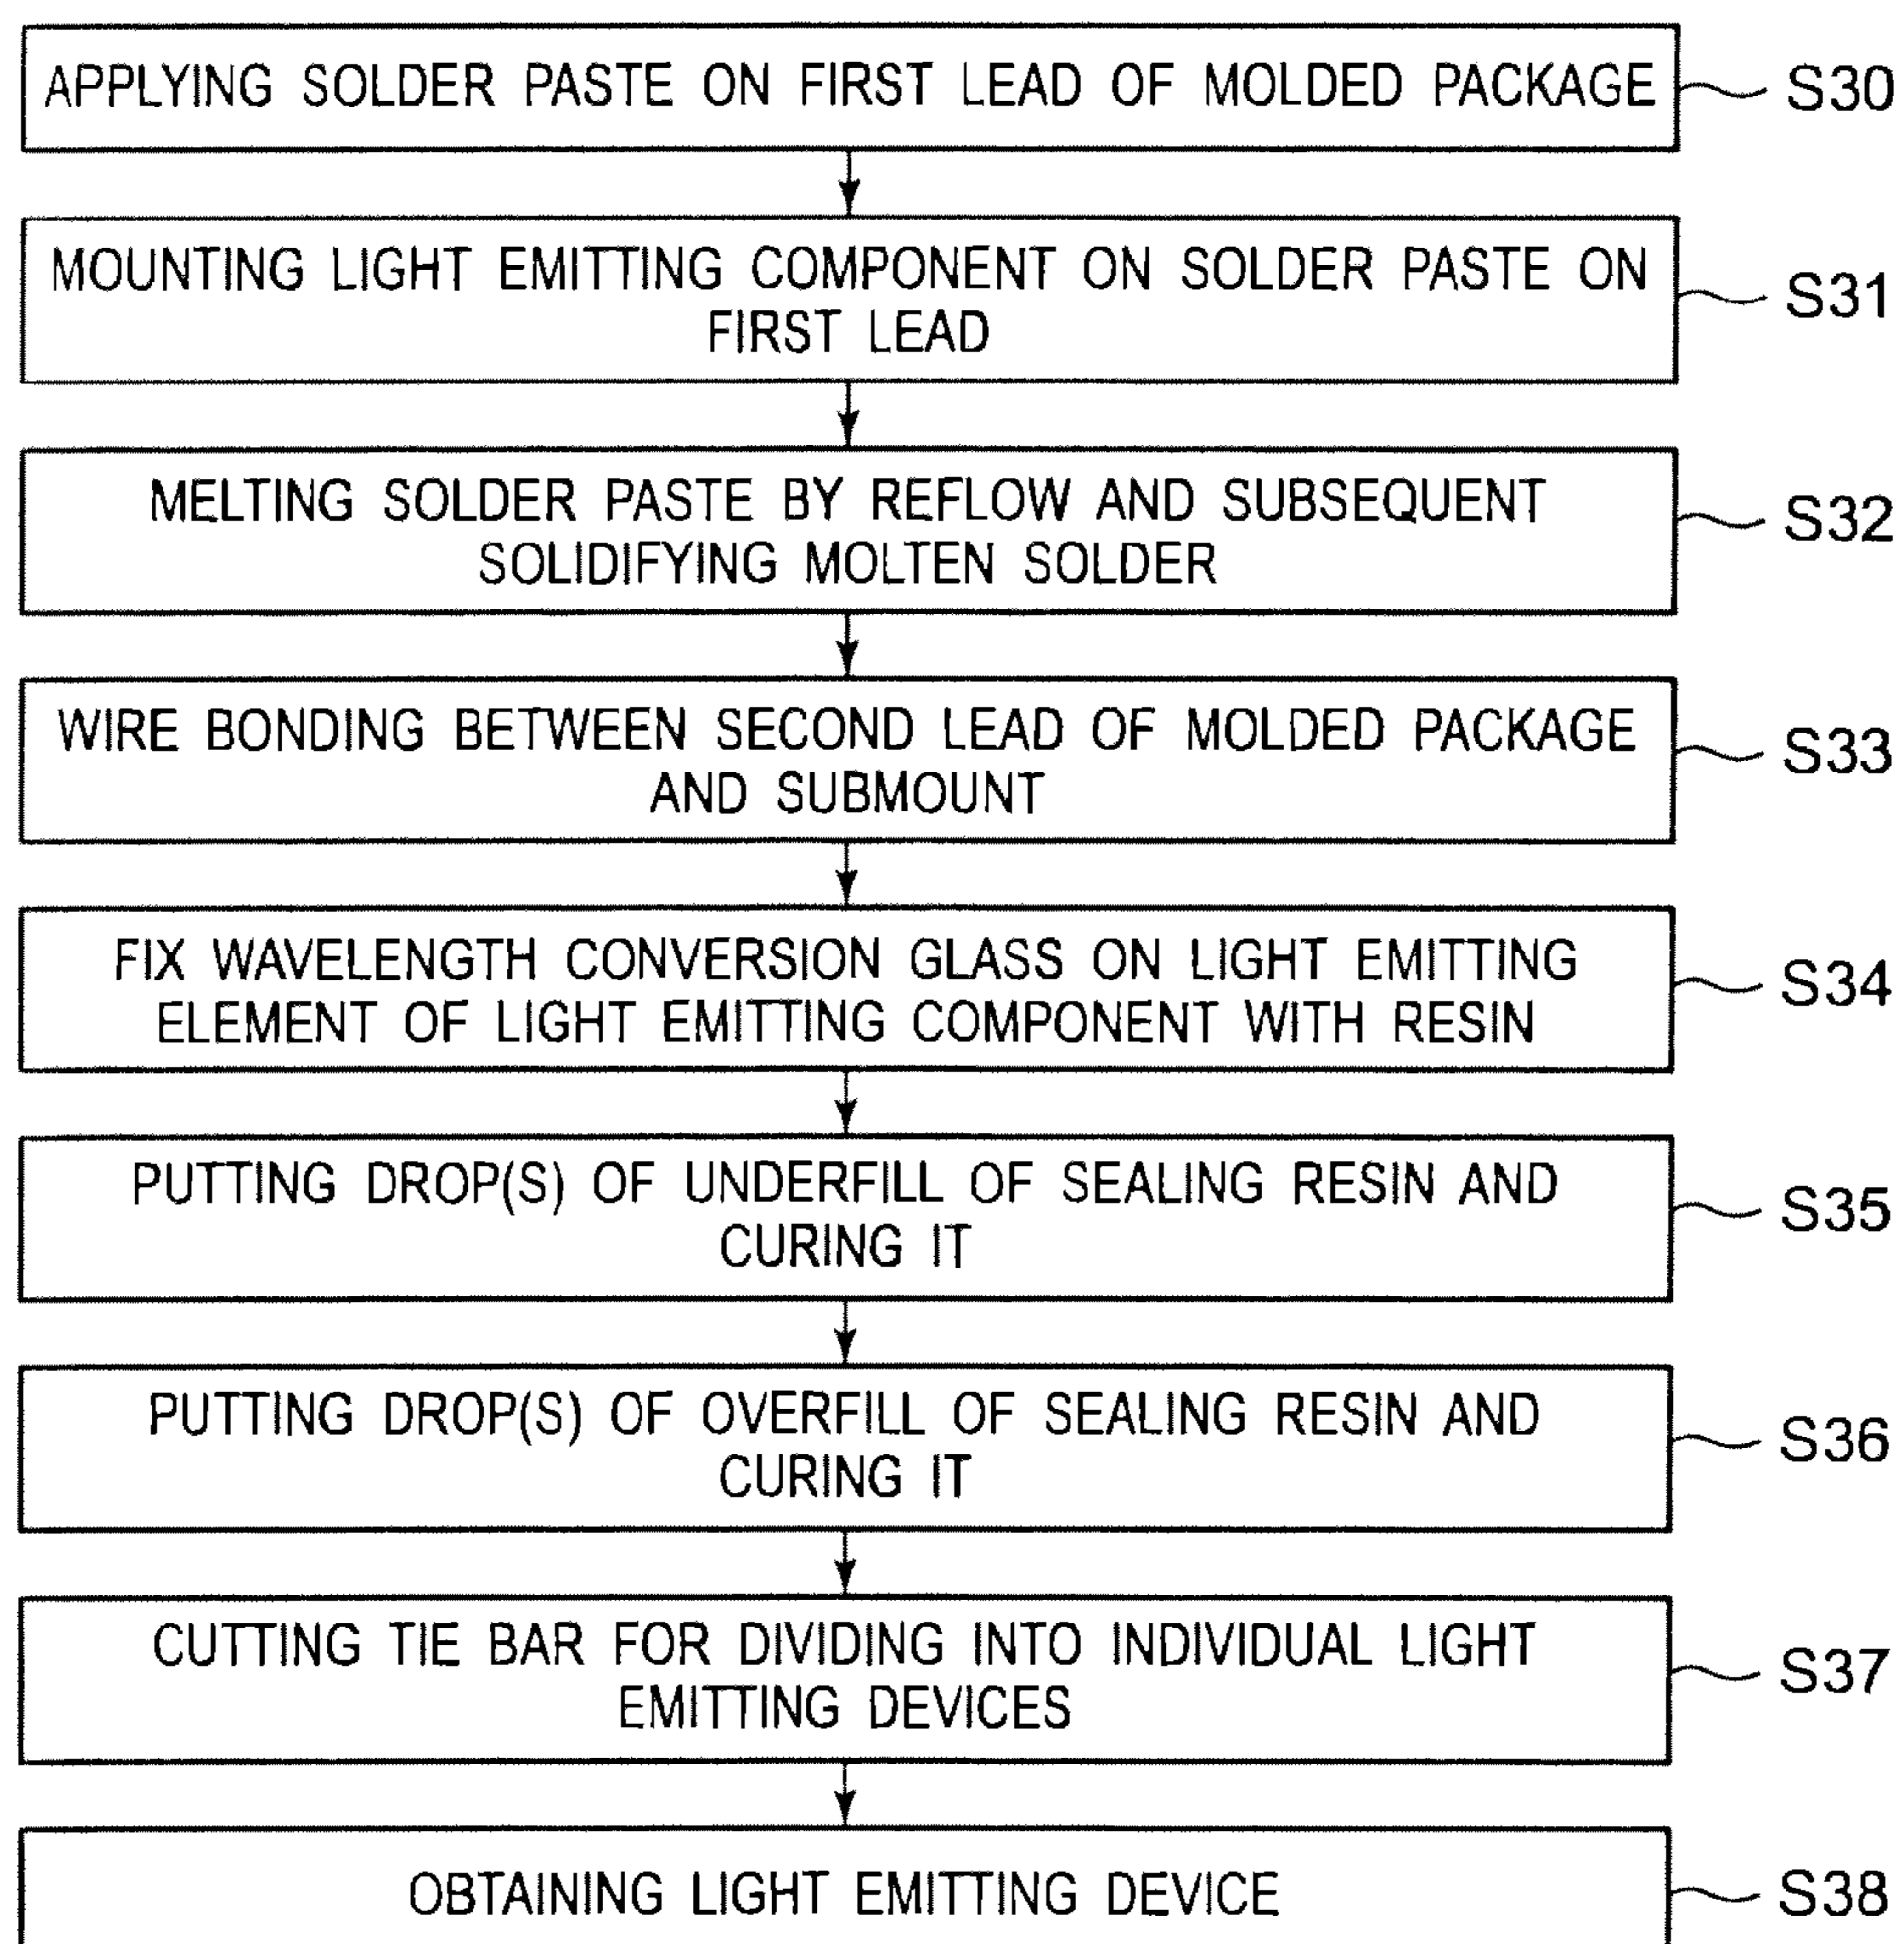 APPLYING SOLDER PASTE ON FIRST LEAD OF MOLDED PACKAGE
S30
MOUNTING LIGHT EMITTING COMPONENT ON SOLDER PASTE ON
FIRST LEAD
S31
MELTING SOLDER PASTE BY REFLOW AND SUBSEQUENT
SOLIDIFYING MOLTEN SOLDER
S32
WIRE BONDING BETWEEN SECOND LEAD OF MOLDED PACKAGE
AND SUBMOUNT
S33
FIX WAVELENGTH CONVERSION GLASS ON LIGHT EMITTING
ELEMENT OF LIGHT EMITTING COMPONENT WITH RESIN
S34
PUTTING DROP(S) OF UNDERFILL OF SEALING RESIN AND
CURING IT
S35
PUTTING DROP(S) OF OVERFILL OF SEALING RESIN AND
CURING IT
S36
CUTTING TIE BAR FOR DIVIDING INTO INDIVIDUAL LIGHT
EMITTING DEVICES
S37
OBTAINING LIGHT EMITTING DEVICE
S38